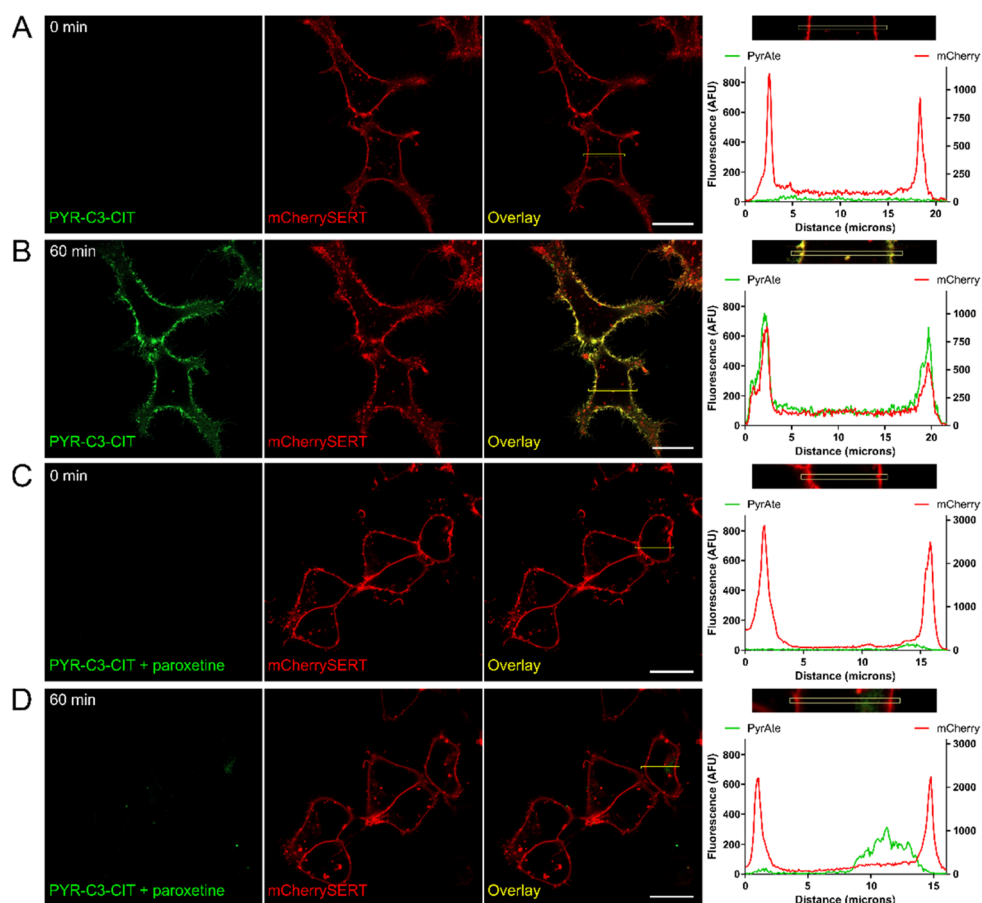 A
0 min
PYR-C3-CIT
mCherrySERT
Overlay
PyrAte
mCherry
Fluorescence (AFU)
800
600
400
200
0
1000
750
500
250
0
0
5
10
15
20
Distance (microns)
B
60 min
PYR-C3-CIT
mCherrySERT
Overlay
PyrAte
mCherry
Fluorescence (AFU)
800
600
400
200
0
1000
750
500
250
0
0
5
10
15
20
Distance (microns)
C
0 min
PYR-C3-CIT + paroxetine
mCherrySERT
Overlay
PyrAte
mCherry
Fluorescence (AFU)
800
600
400
200
0
3000
2000
1000
0
0
5
10
15
Distance (microns)
D
60 min
PYR-C3-CIT + paroxetine
mCherrySERT
Overlay
PyrAte
mCherry
Fluorescence (AFU)
800
600
400
200
0
3000
2000
1000
0
0
5
10
15
Distance (microns)